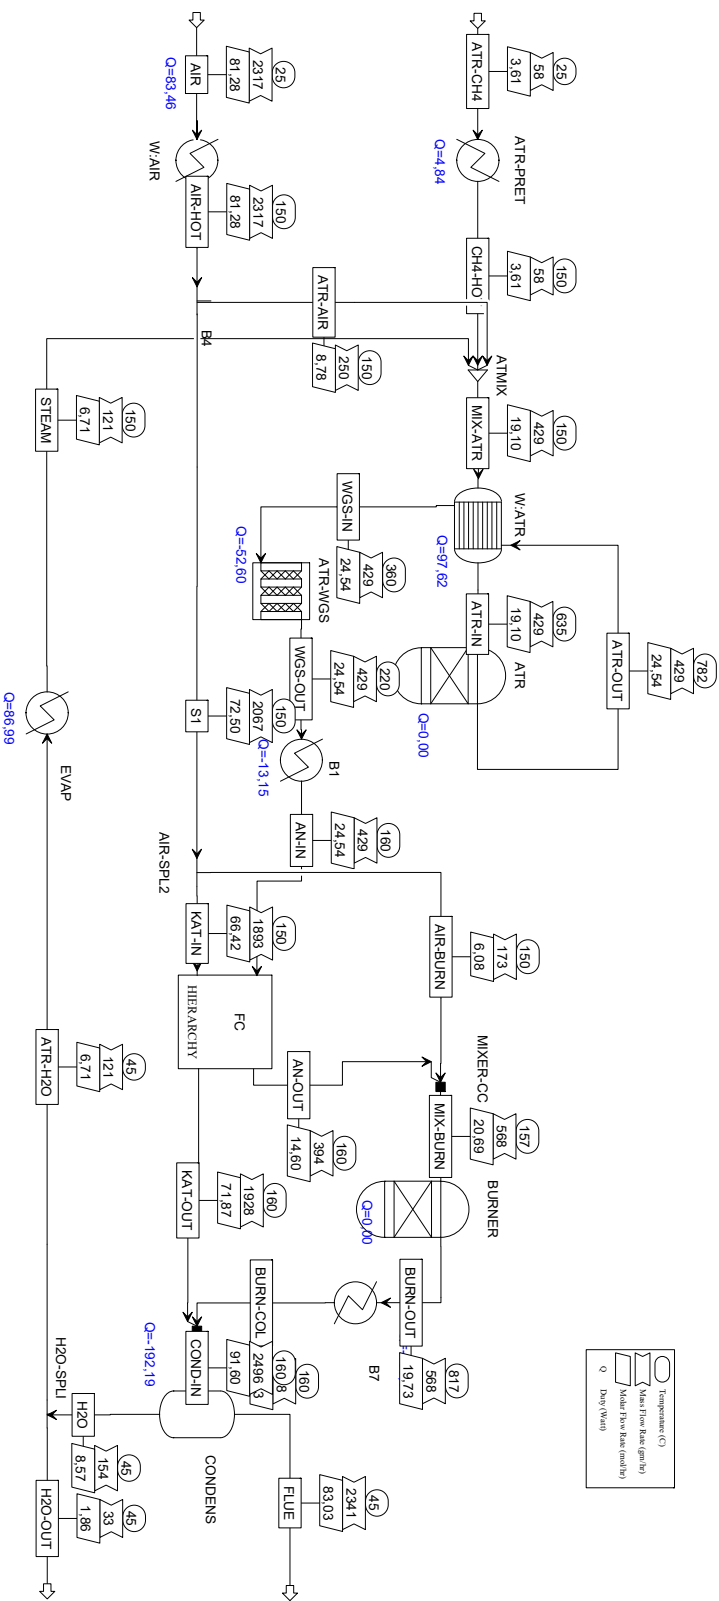 Temperature (C)
Mass Flow Rate (gm/hr)
Molar Flow Rate (mol/hr)
Q Duty (Watt)
782
429
24,54
ATR-OUT
25
58
3,61
ATR-CH4
ATR-PRET
Q=4,84
150
58
3,61
CH4-HO
ATMIX
150
429
19,10
MIX-ATR
W:ATR
Q=97,62
635
429
19,10
ATR-IN
ATR
Q=0,00
150
173
6,08
AIR-BURN
MIXER-CC
157
568
20,69
MIX-BURN
BURNER
Q=0,00
817
568
19,73
BURN-OUT
B7
150
250
8,78
ATR-AIR
360
429
24,54
WGS-IN
ATR-WGS
Q=-52,60
220
429
24,54
WGS-OUT
B1
Q=-13,15
160
429
24,54
AN-IN
160
394
14,60
AN-OUT
160
BURN-COL
45
2341
83,03
FLUE
25
2317
81,28
AIR
Q=83,46
W:AIR
150
2317
81,28
AIR-HOT
B4
150
2067
72,50
S1
AIR-SPL2
150
1893
66,42
KAT-IN
FC
HIERARCHY
160
1928
71,87
KAT-OUT
160
2496
91,60
COND-IN
Q=-192,19
CONDENS
150
121
6,71
STEAM
EVAP
Q=86,99
45
121
6,71
ATR-H2O
H2O-SPLI
H2O
45
154
8,57
45
33
1,86
H2O-OUT